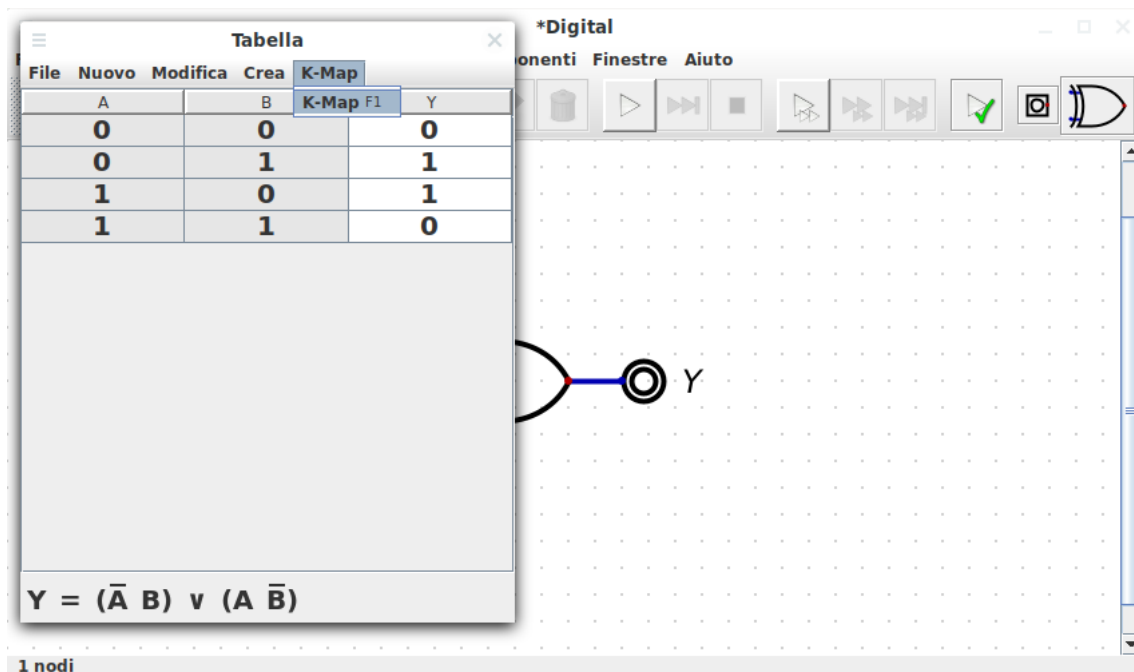 *Digital
Tabella
onenti Finestre Aiuto
File Nuovo Modifica Crea K-Map
K-Map F1
A B Y
0 0 0
0 1 1
1 0 1
1 1 0
Y
Y = (A̅ B) ∨ (A B̅)
1 nodi